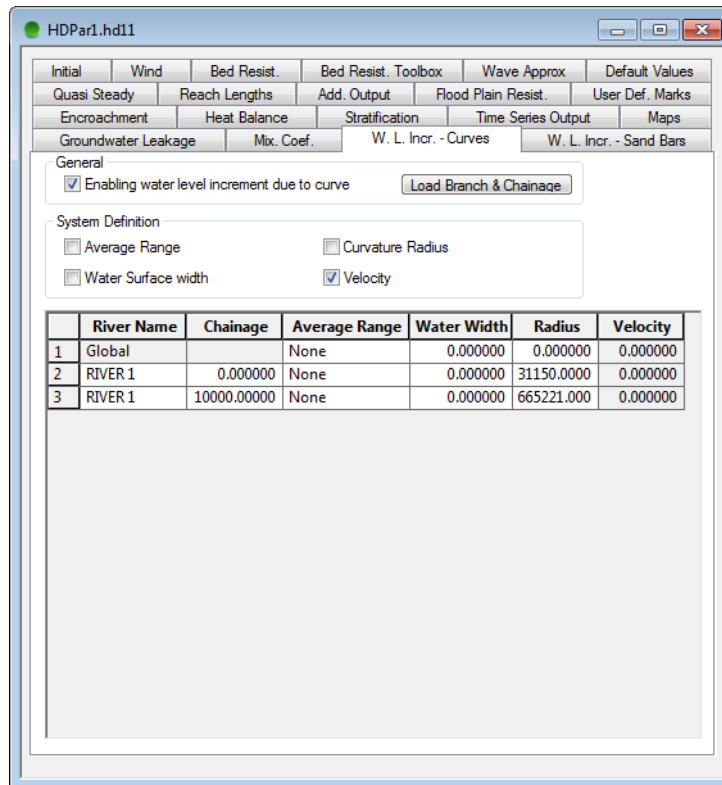 HDPar1.hd11
Initial Wind Bed Resist. Bed Resist. Toolbox Wave Approx Default Values
Quasi Steady Reach Lengths Add. Output Flood Plain Resist. User Def. Marks
Encroachment Heat Balance Stratification Time Series Output Maps
Groundwater Leakage Mix. Coef. W. L. Incr. - Curves W. L. Incr. - Sand Bars
General
Enabling water level increment due to curve Load Branch & Chainage
System Definition
Average Range Curvature Radius
Water Surface width Velocity
River Name Chainage Average Range Water Width Radius Velocity
1 Global None 0.000000 0.000000 0.000000
2 RIVER 1 0.000000 None 0.000000 31150.0000 0.000000
3 RIVER 1 10000.00000 None 0.000000 665221.000 0.000000